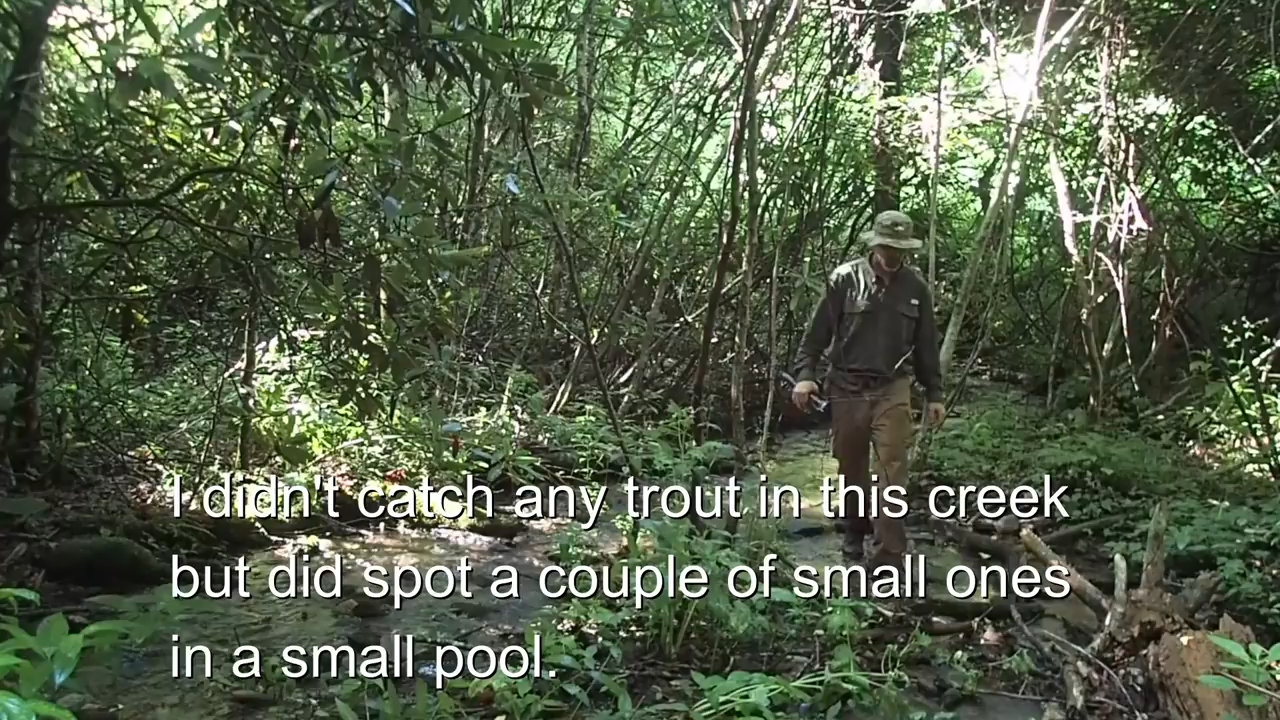 I didn't catch any trout in this creek
but did spot a couple of small ones
in a small pool.